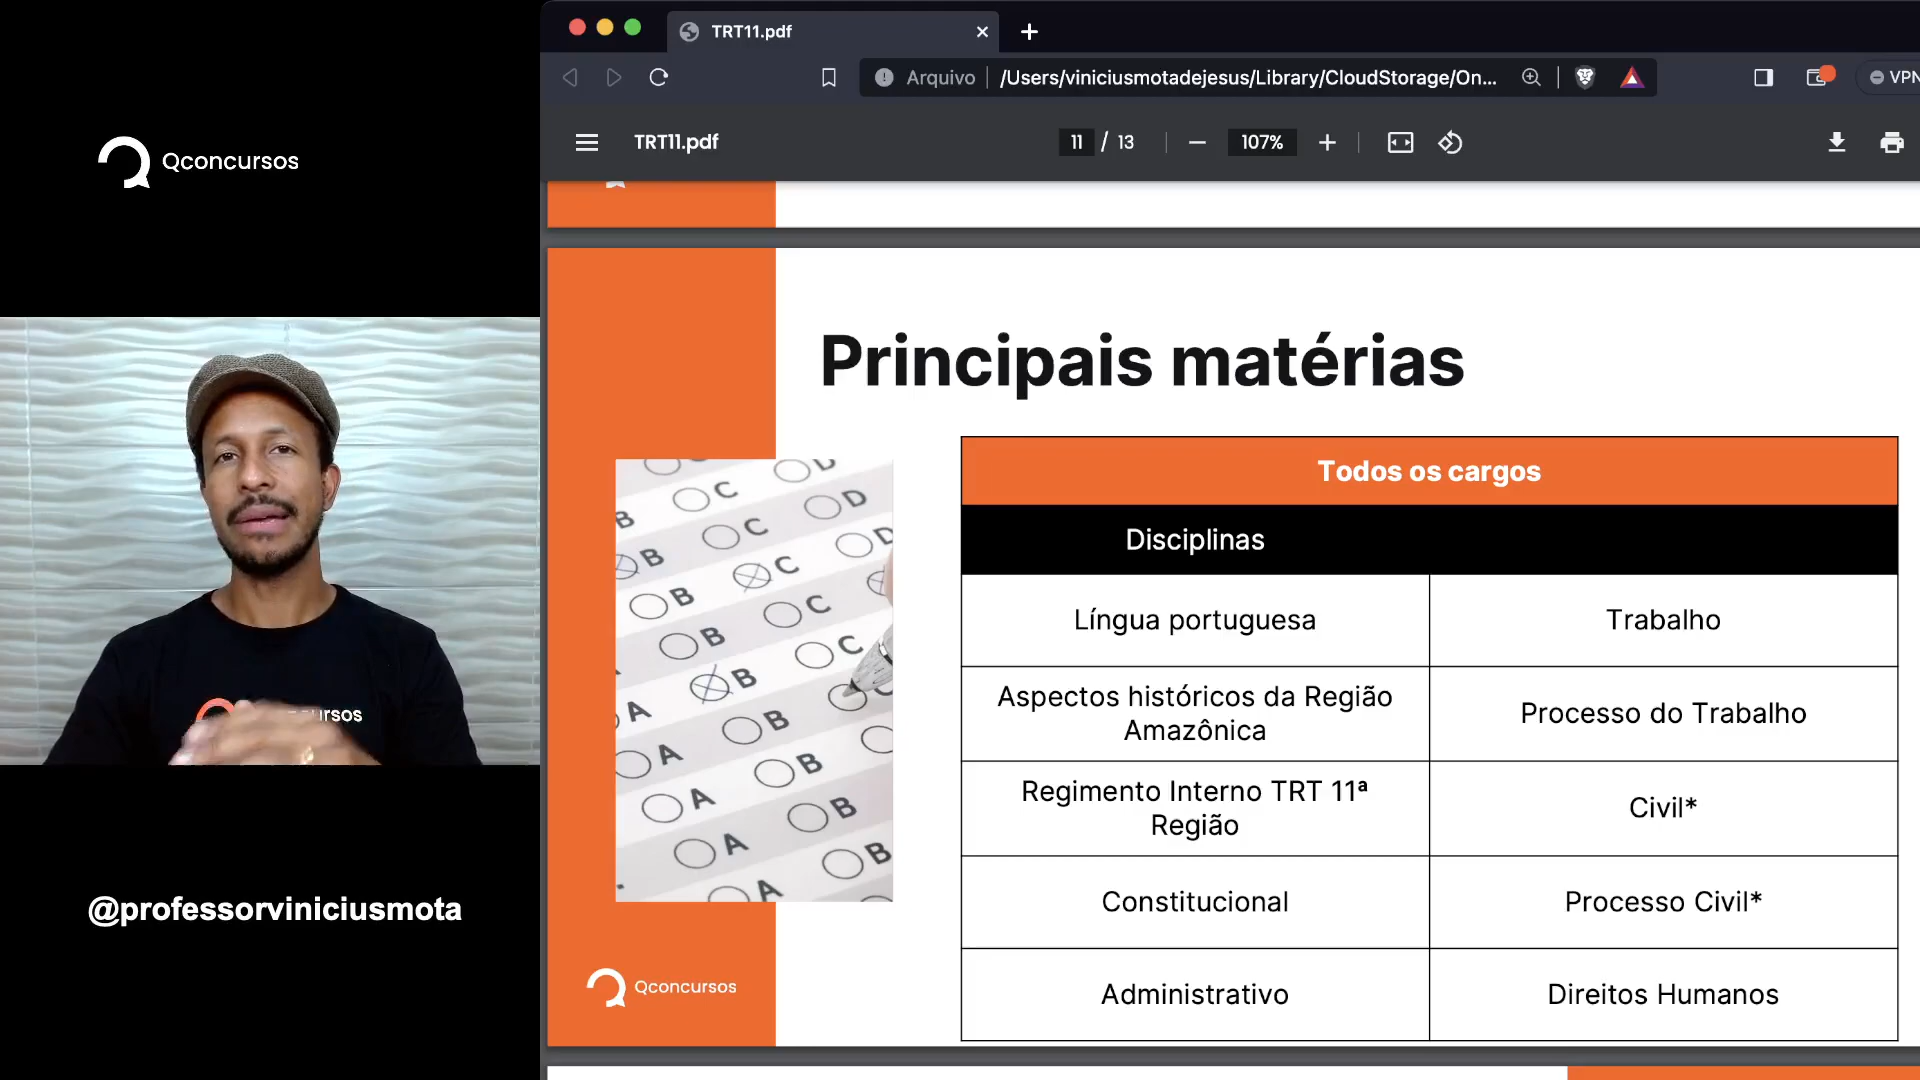 TRT11.pdf
Arquivo
/Users/viniciusmotadejesus/Library/CloudStorage/On...
VPN
TRT11.pdf
11 / 13
107%
Qconcursos
Principais matérias
Todos os cargos
Disciplinas
Língua portuguesa
Trabalho
Aspectos históricos da Região
Amazônica
Processo do Trabalho
Regimento Interno TRT 11ª
Região
Civil*
Constitucional
Processo Civil*
Administrativo
Direitos Humanos
B C D
B C D
B C D
B C
B C
A B
A B
A B
A B
A B
Qconcursos
@professorviniciusmota